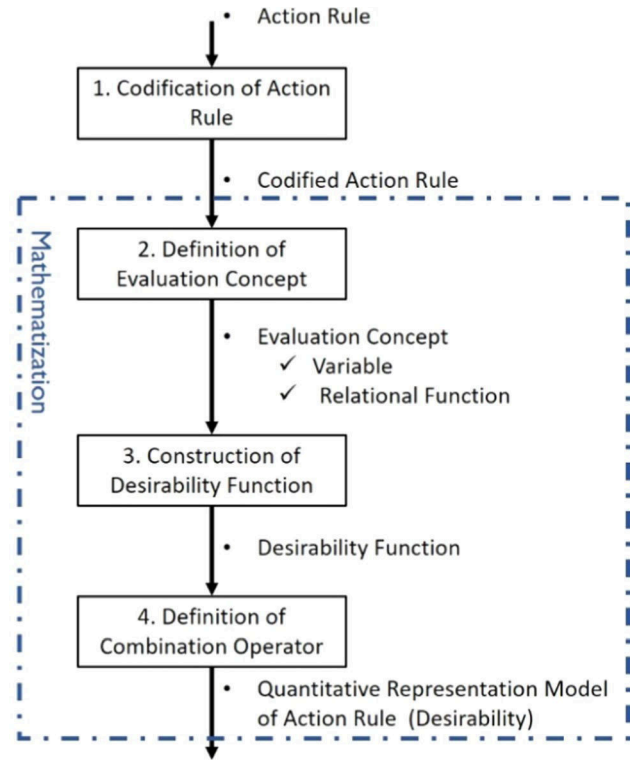 • Action Rule
1. Codification of Action
Rule
• Codified Action Rule
Mathematization
2. Definition of
Evaluation Concept
• Evaluation Concept
✓ Variable
✓ Relational Function
3. Construction of
Desirability Function
• Desirability Function
4. Definition of
Combination Operator
• Quantitative Representation Model
of Action Rule (Desirability)